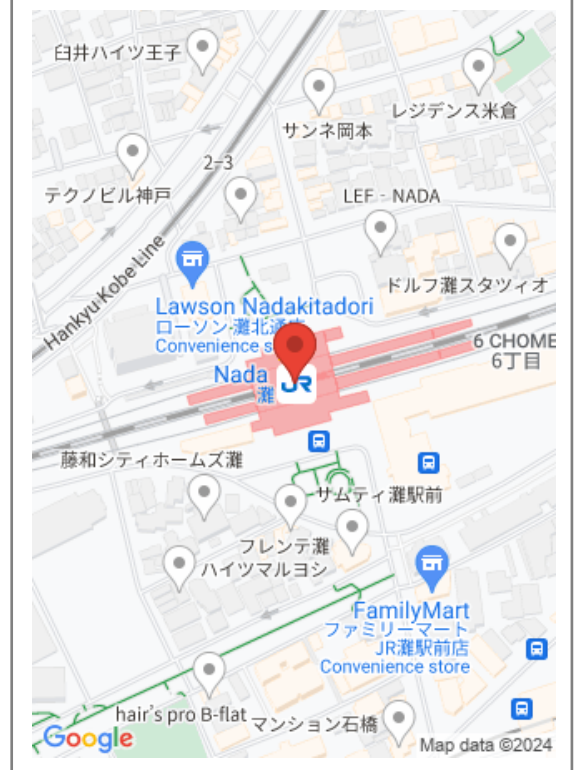 臼井ハイツ王子
レジデンス米倉
サンネ岡本
2-3
テクノビル神戸
LEF - NADA
Hankyu Kobe Line
ドルフ灘スタツィオ
Lawson Nadakitadori
ローソン 灘北通店
Convenience s
6 CHOME
6丁目
Nada
灘
JR
藤和シティホームズ灘
サムティ灘駅前
フレンテ灘
ハイツマルヨシ
FamilyMart
ファミリーマート
JR灘駅前店
Convenience store
hair's pro B-flat
マンション石橋
Google
Map data ©2024